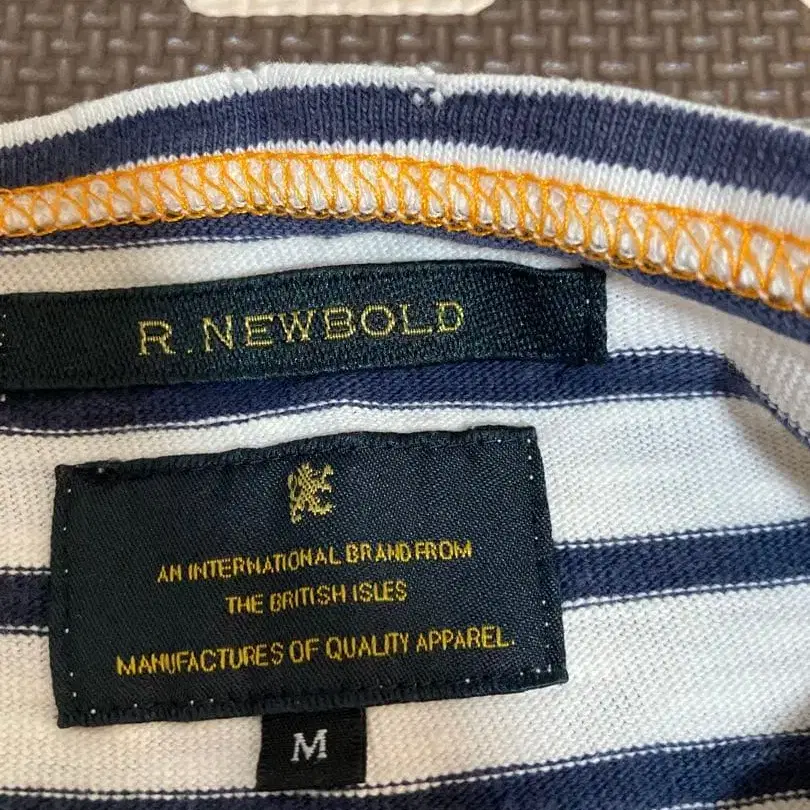 R. NEWBOLD
AN INTERNATIONAL BRAND FROM
THE BRITISH ISLES
MANUFACTURES OF QUALITY APPAREL.
M